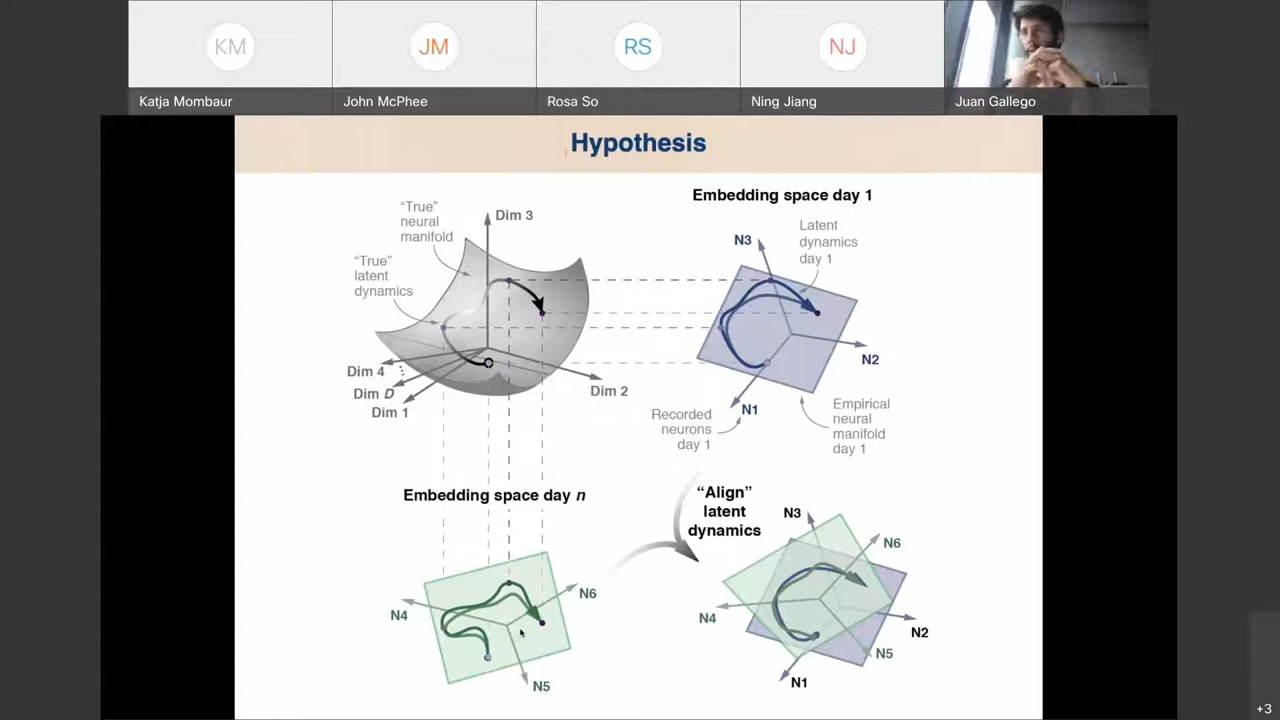 KM
JM
RS
NJ
Katja Mombaur
John McPhee
Rosa So
Ning Jiang
Juan Gallego
Hypothesis
"True"
neural
manifold
Dim 3
"True"
latent
dynamics
Dim 4
Dim D
Dim 1
Dim 2
Embedding space day 1
N3
Latent
dynamics
day 1
N2
N1
Recorded
neurons
day 1
Empirical
neural
manifold
day 1
Embedding space day n
N4
N6
N5
"Align"
latent
dynamics
N3
N6
N4
N2
N5
N1
+3